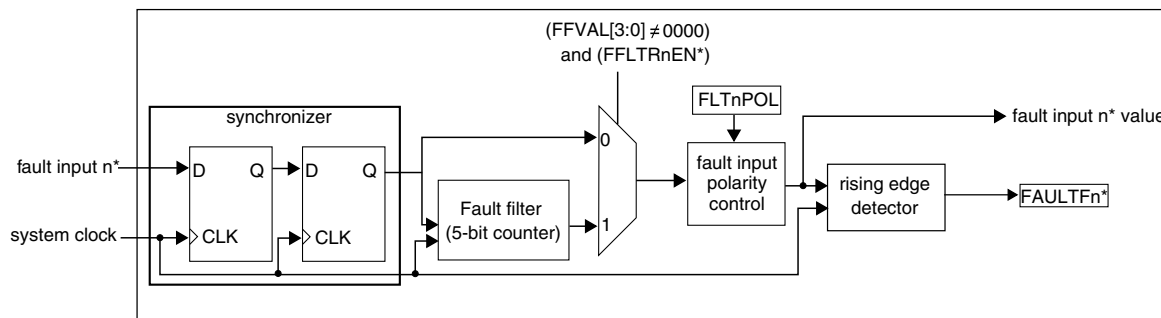 (FFVAL[3:0] ≠ 0000)
and (FFLTRnEN*)
FLTnPOL
synchronizer
fault input n* value
0
fault input n*
D Q D Q
fault input
polarity
control
rising edge
detector
FAULTFn*
Fault filter
(5-bit counter)
1
system clock
CLK CLK